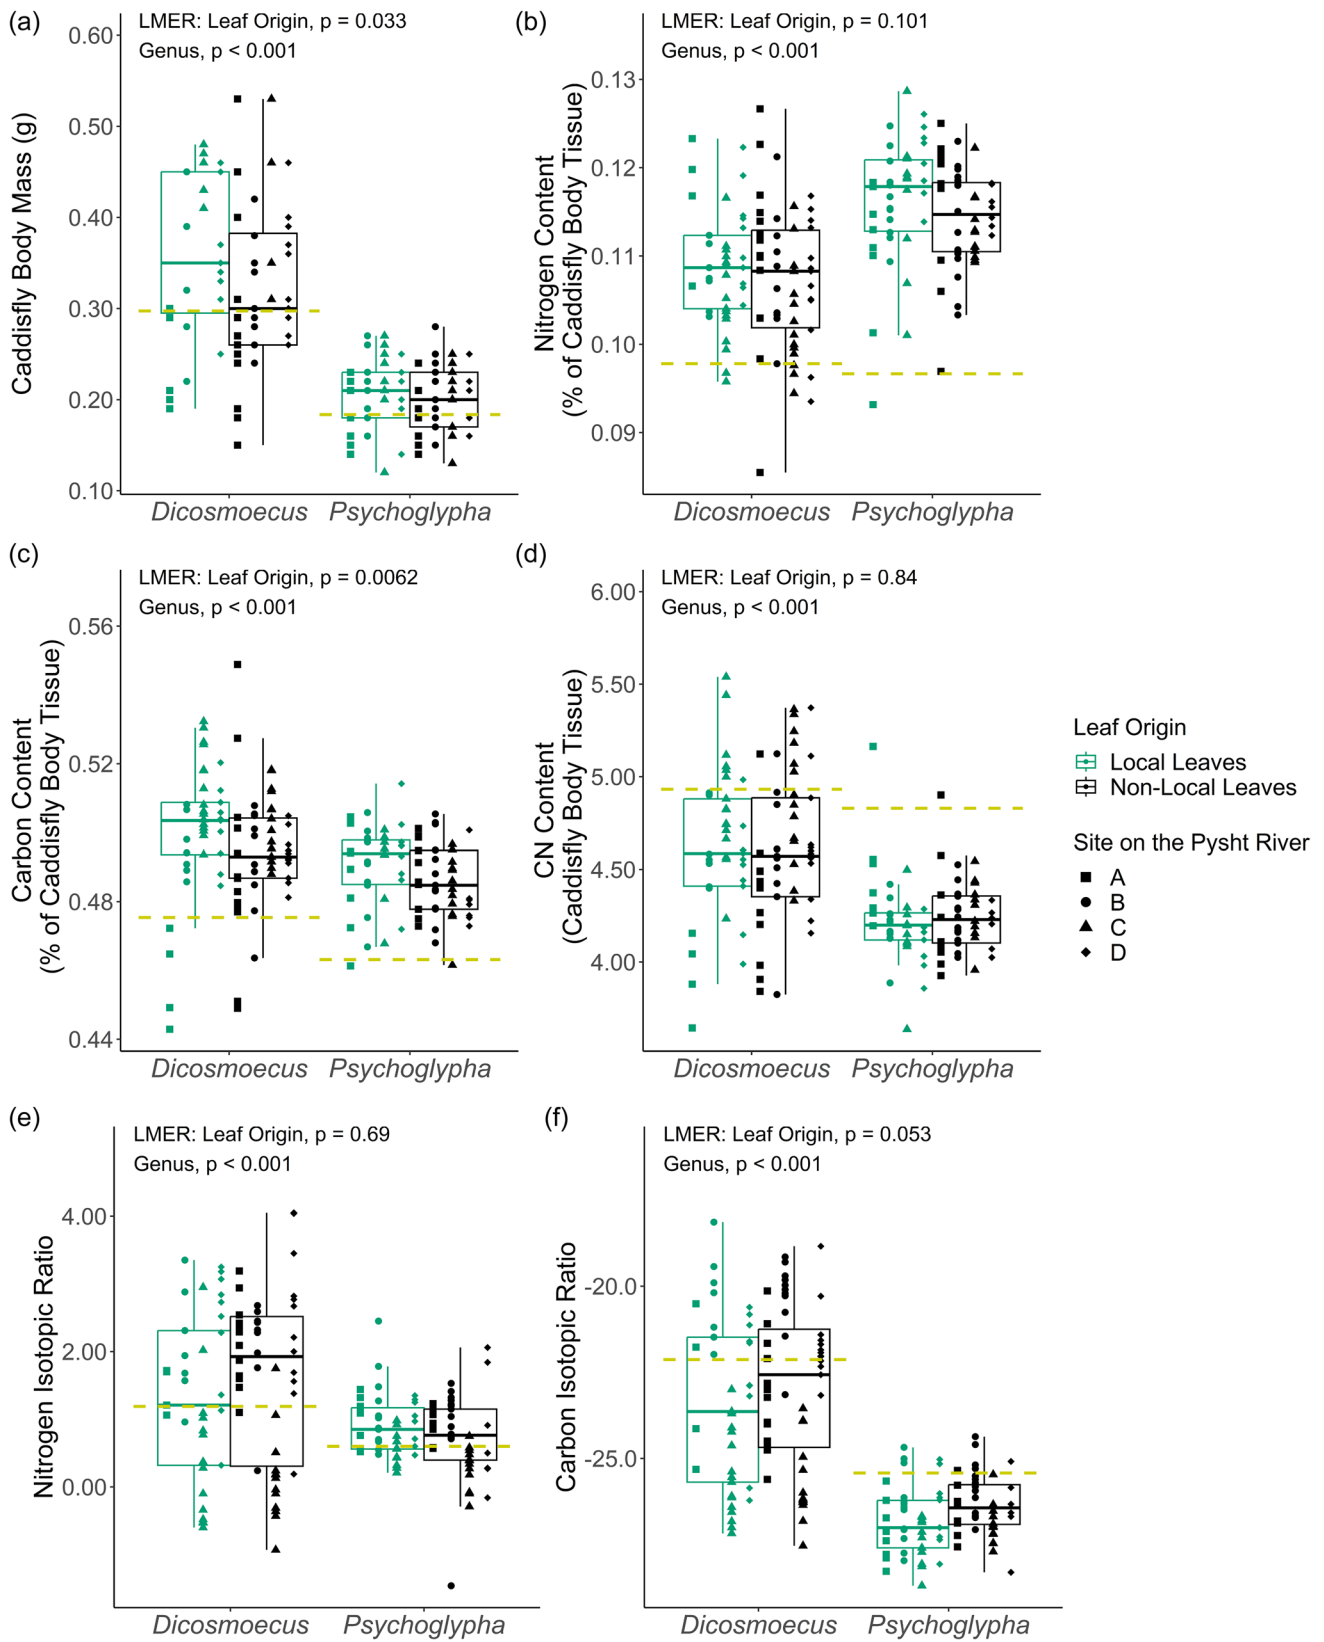 (a)
LMER: Leaf Origin, p = 0.033
Genus, p < 0.001
Caddisfly Body Mass (g)
0.60
0.50
0.40
0.30
0.20
0.10
Dicosmoecus
Psychoglypha
(b)
LMER: Leaf Origin, p = 0.101
Genus, p < 0.001
Nitrogen Content
(% of Caddisfly Body Tissue)
0.13
0.12
0.11
0.10
0.09
Dicosmoecus
Psychoglypha
(c)
LMER: Leaf Origin, p = 0.0062
Genus, p < 0.001
Carbon Content
(% of Caddisfly Body Tissue)
0.56
0.52
0.48
0.44
Dicosmoecus
Psychoglypha
(d)
LMER: Leaf Origin, p = 0.84
Genus, p < 0.001
CN Content
(Caddisfly Body Tissue)
6.00
5.50
5.00
4.50
4.00
Dicosmoecus
Psychoglypha
Leaf Origin
Local Leaves
Non-Local Leaves
Site on the Pysht River
A
B
C
D
(e)
LMER: Leaf Origin, p = 0.69
Genus, p < 0.001
Nitrogen Isotopic Ratio
4.00
2.00
0.00
Dicosmoecus
Psychoglypha
(f)
LMER: Leaf Origin, p = 0.053
Genus, p < 0.001
Carbon Isotopic Ratio
-20.0
-25.0
Dicosmoecus
Psychoglypha